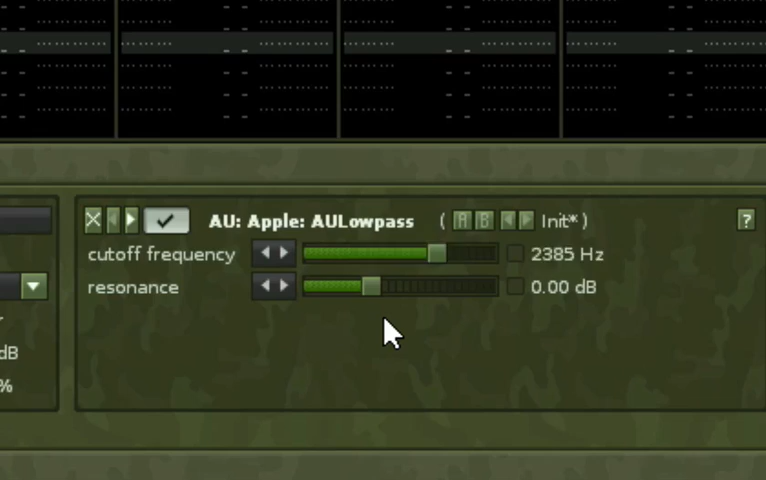 AU: Apple: AULowpass ( A B Init* ) ?
cutoff frequency 2385 Hz
resonance 0.00 dB
dB
%